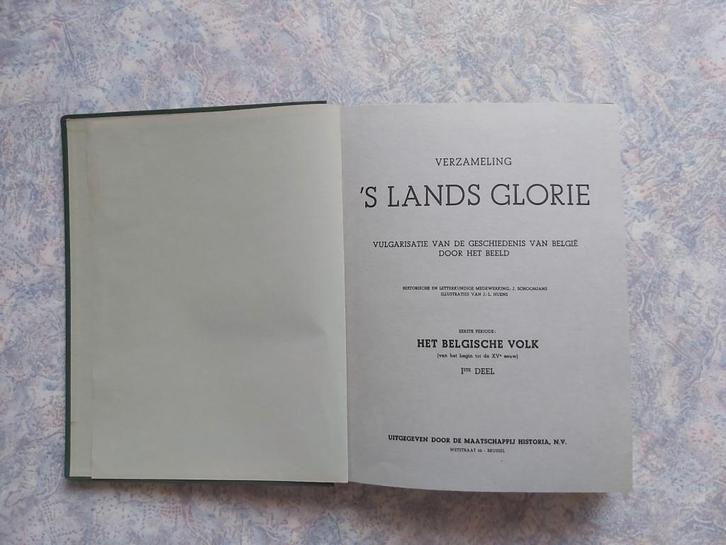 VERZAMELING
'S LANDS GLORIE
VULGARISATIE VAN DE GESCHIEDENIS VAN BELGIË
DOOR HET BEELD
HISTORISCHE EN LETTERKUNDIGE MEDEWERKING, J. SCHOONJANS
ILLUSTRATIES VAN J.-L. HUENS
EERSTE PERIODE:
HET BELGISCHE VOLK
(van het begin tot de XVe eeuw)
ISTE DEEL
UITGEGEVEN DOOR DE MAATSCHAPPIJ HISTORIA, N.V.
WETSTRAAT - BRUSSEL